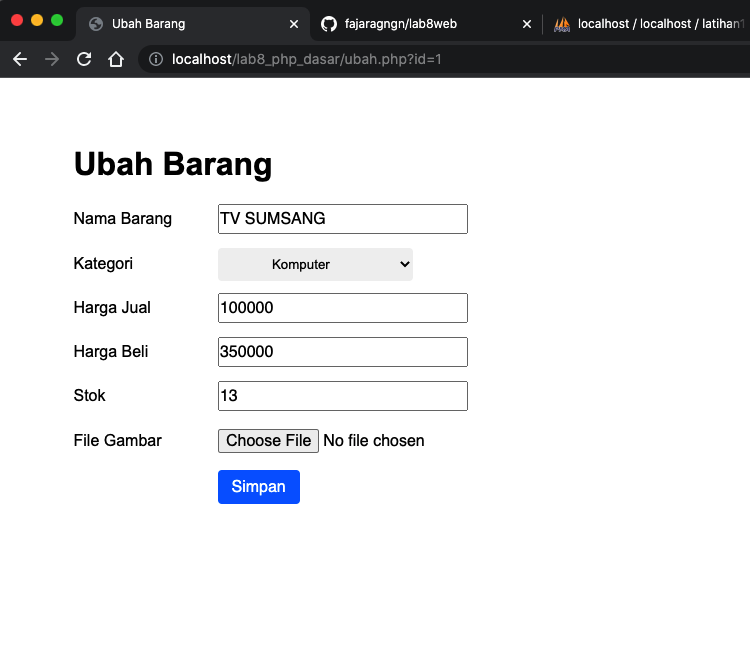 Ubah Barang
fajaragngn/lab8web
localhost / localhost / latihan1
localhost/lab8_php_dasar/ubah.php?id=1
Ubah Barang
Nama Barang TV SUMSANG
Kategori Komputer
Harga Jual 100000
Harga Beli 350000
Stok 13
File Gambar Choose File No file chosen
Simpan